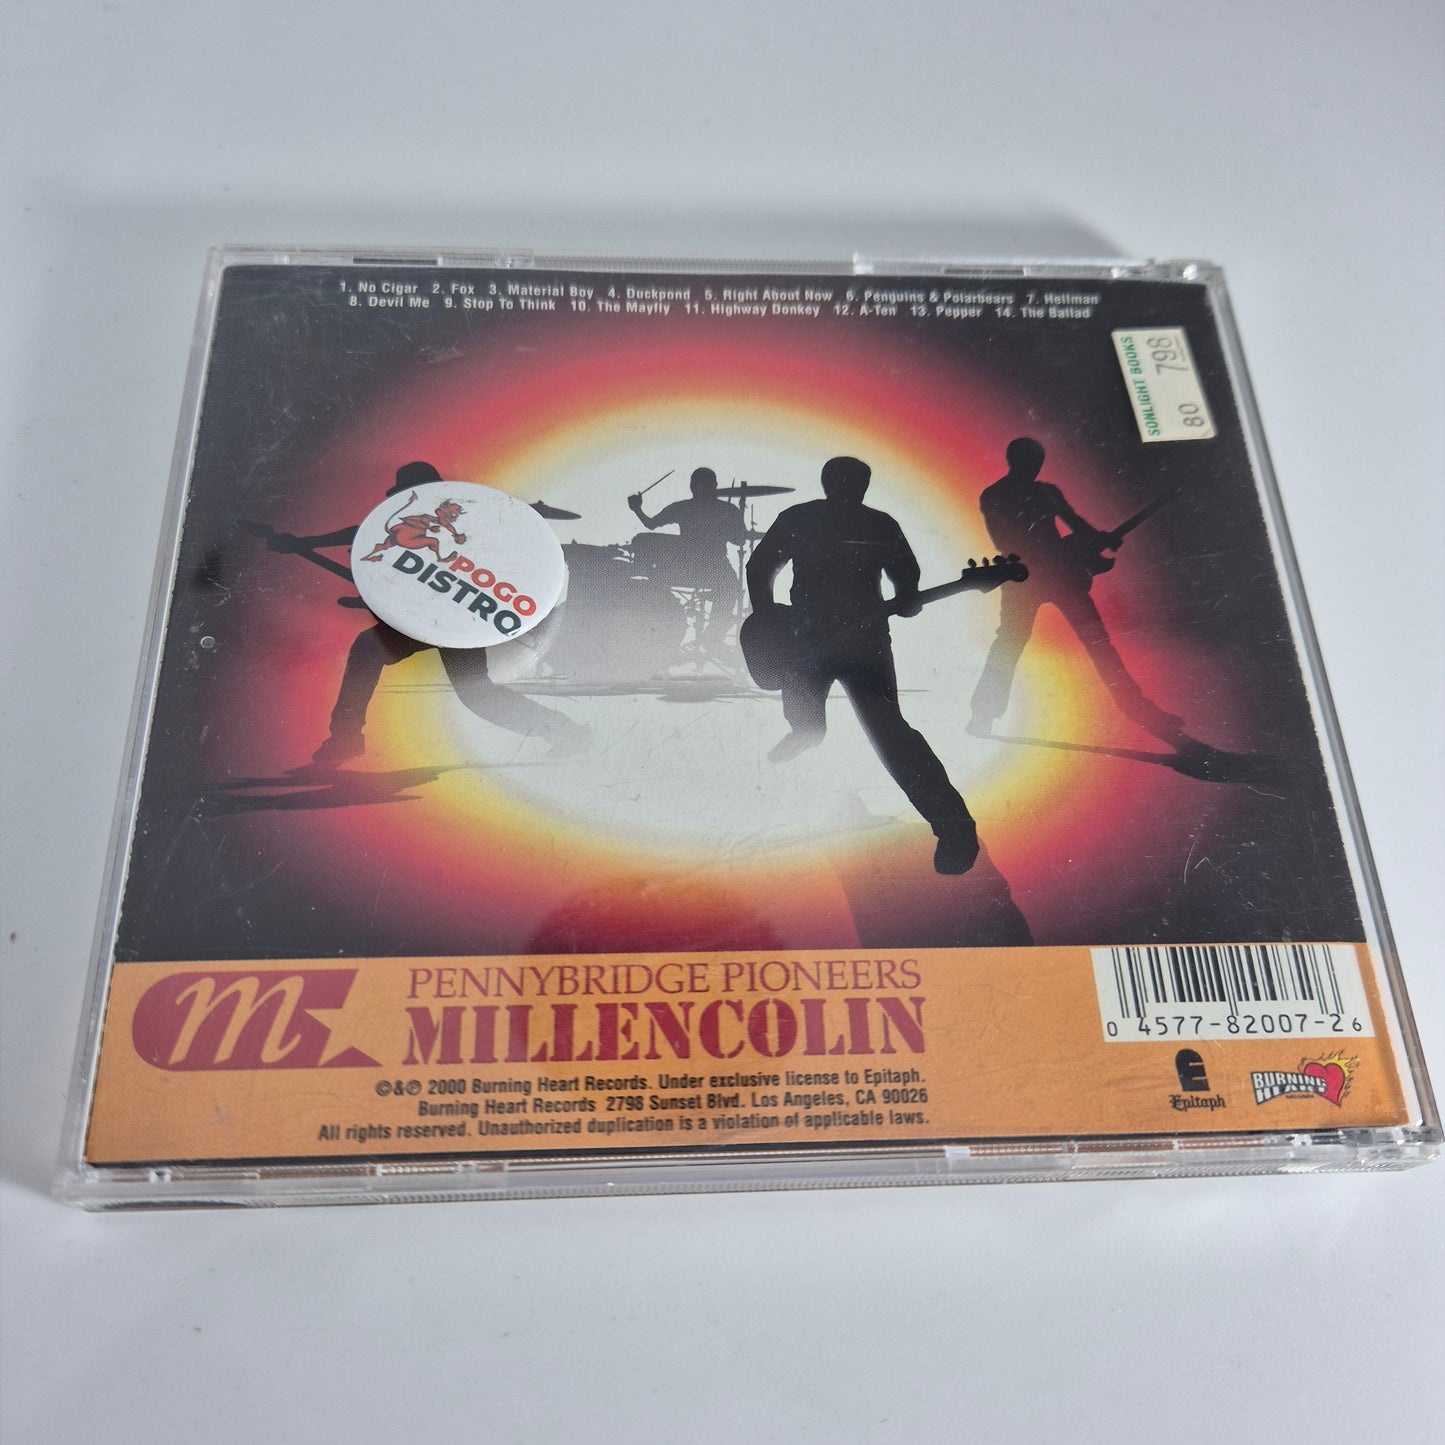 1. No Cigar 2. Fox 3. Material Boy 4. Duckpond 5. Right About Now 6. Penguins & Polarbears 7. Hellman
8. Devil Me 9. Stop To Think 10. The Mayfly 11. Highway Donkey 12. A-Ten 13. Pepper 14. The Ballad
SONLIGHT BOOKS
80 798
POGO
DISTRO
m
PENNYBRIDGE PIONEERS
MILLENCOLIN
©&℗ 2000 Burning Heart Records. Under exclusive license to Epitaph.
Burning Heart Records 2798 Sunset Blvd. Los Angeles, CA 90026
All rights reserved. Unauthorized duplication is a violation of applicable laws.
0 4577-82007-2 6
Epitaph
BURNING
HEART
RECORDS